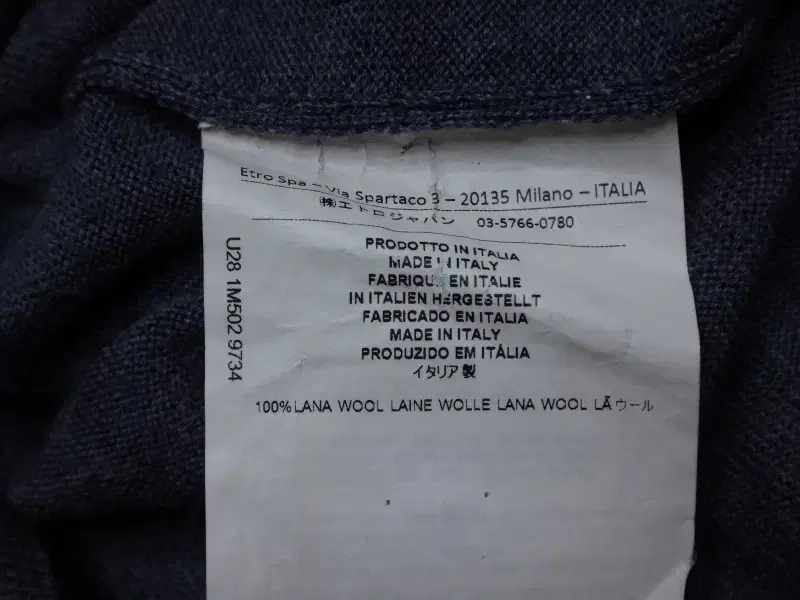 Etro Spa – Via Spartaco 3 – 20135 Milano – ITALIA
㈱エトロジャパン 03-5766-0780
PRODOTTO IN ITALIA
MADE IN ITALY
FABRIQUÉ EN ITALIE
IN ITALIEN HERGESTELLT
FABRICADO EN ITALIA
MADE IN ITALY
PRODUZIDO EM ITÁLIA
イタリア製
100% LANA WOOL LAINE WOLLE LANA WOOL LÃ ウール
U28 1M502 9734